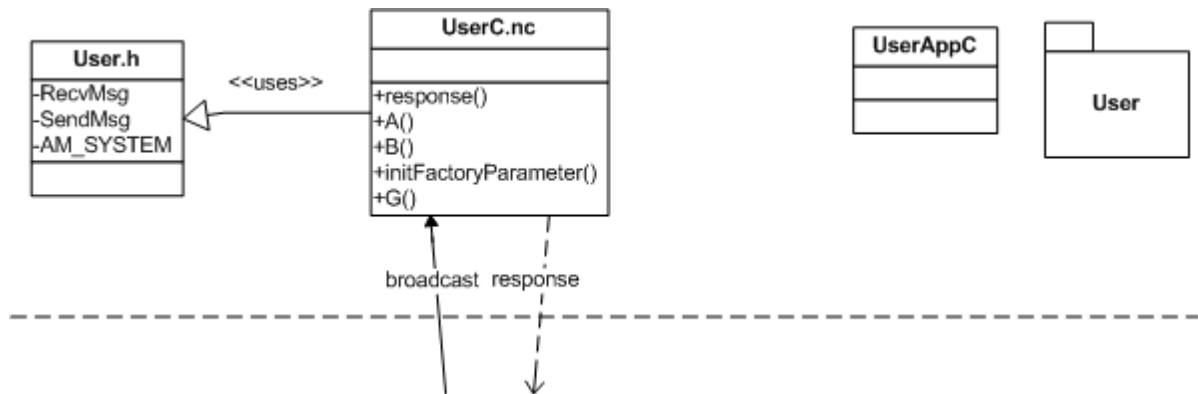 User.h
-RecvMsg
-SendMsg
-AM_SYSTEM
<<uses>>
UserC.nc
+response()
+A()
+B()
+initFactoryParameter()
+G()
broadcast
response
UserAppC
User